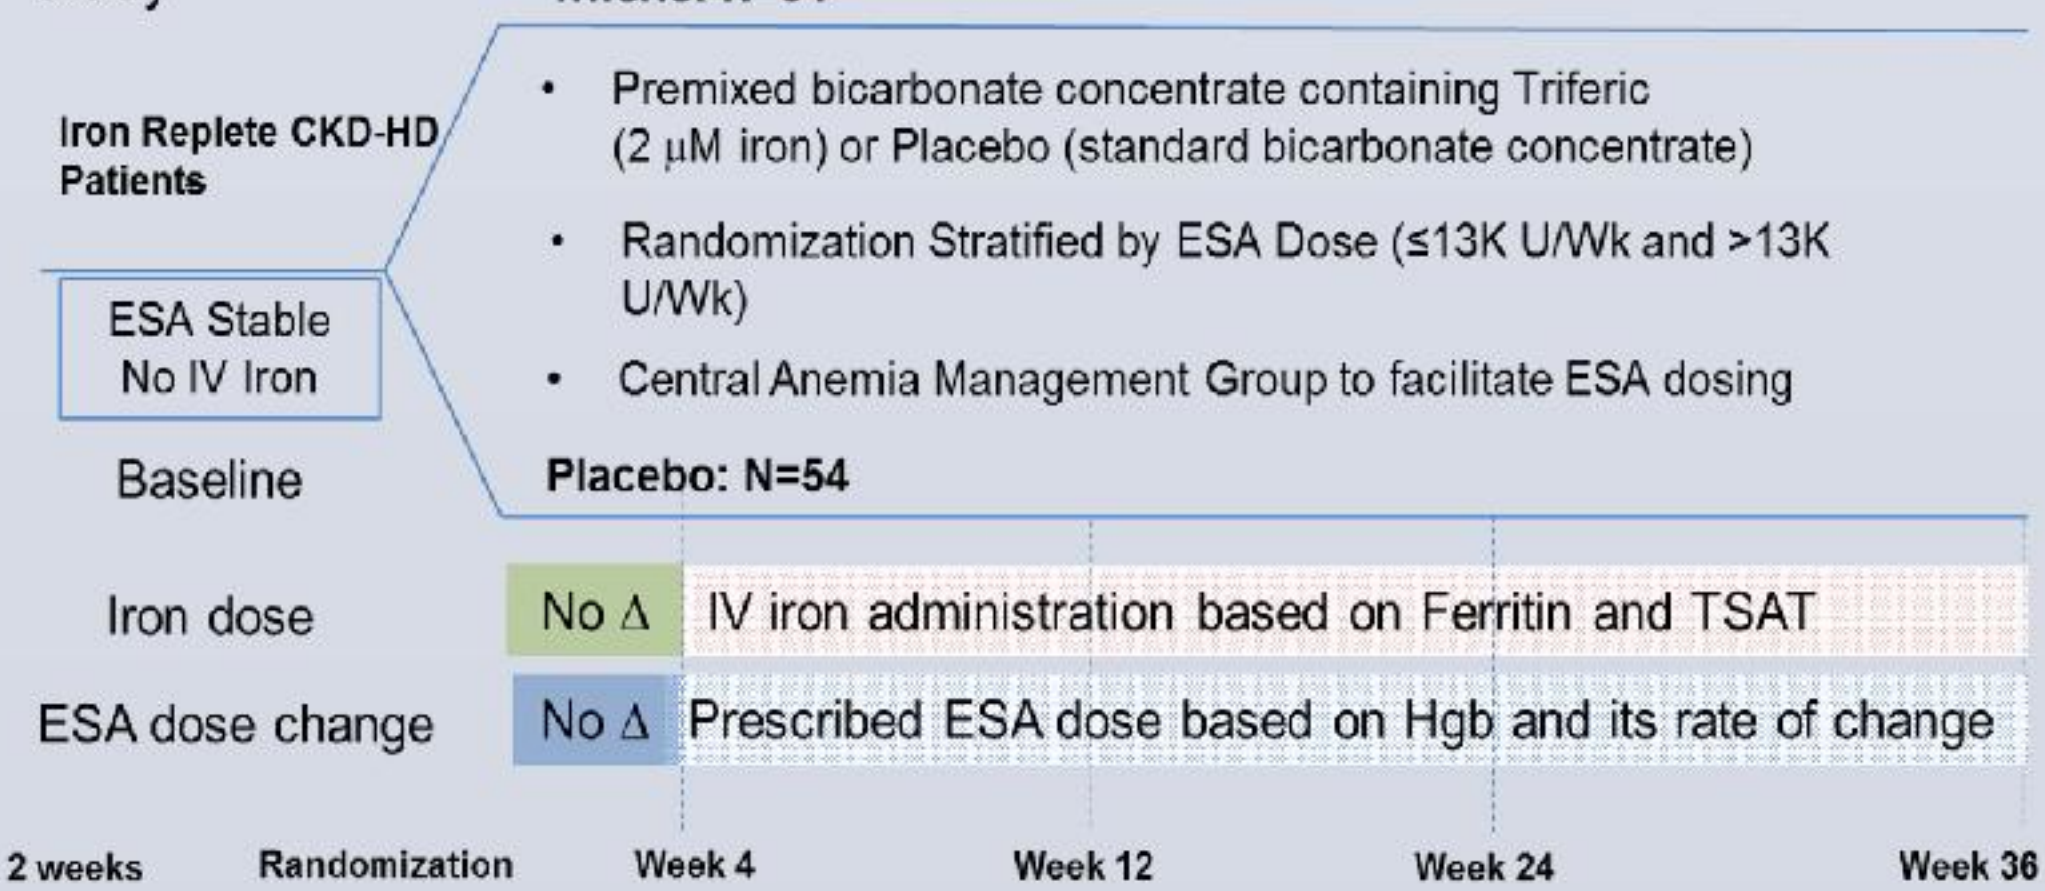 Iron Replete CKD-HD
Patients
• Premixed bicarbonate concentrate containing Triferic
(2 μM iron) or Placebo (standard bicarbonate concentrate)
• Randomization Stratified by ESA Dose (≤13K U/Wk and >13K
U/Wk)
• Central Anemia Management Group to facilitate ESA dosing
ESA Stable
No IV Iron
Baseline
Placebo: N=54
Iron dose
No Δ
IV iron administration based on Ferritin and TSAT
ESA dose change
No Δ
Prescribed ESA dose based on Hgb and its rate of change
2 weeks
Randomization
Week 4
Week 12
Week 24
Week 36